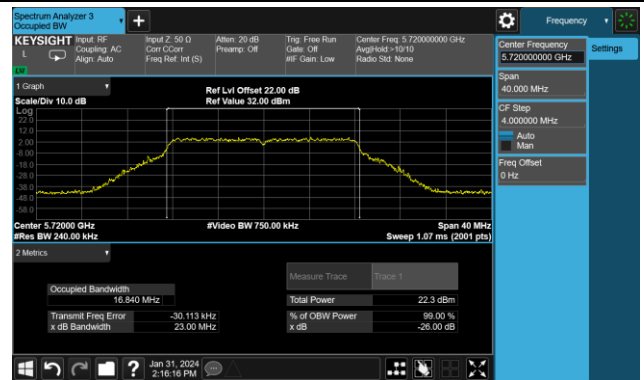 Spectrum Analyzer 3
Occupied BW
Frequency
KEYSIGHT
L
Input: RF
Coupling: AC
Align: Auto
Input Z: 50 Ω
Corr CCorr
Freq Ref: Int (S)
Atten: 20 dB
Preamp: Off
Trig: Free Run
Gate: Off
#IF Gain: Low
Center Freq: 5.720000000 GHz
Avg|Hold:>10/10
Radio Std: None
LW
Center Frequency
5.720000000 GHz
Settings
Span
40.000 MHz
CF Step
4.000000 MHz
Auto
Man
Freq Offset
0 Hz
1 Graph
Scale/Div 10.0 dB
Ref Lvl Offset 22.00 dB
Ref Value 32.00 dBm
Log
22.0
12.0
2.00
-8.00
-18.0
-28.0
-38.0
-48.0
-58.0
Center 5.72000 GHz
#Res BW 240.00 kHz
#Video BW 750.00 kHz
Span 40 MHz
Sweep 1.07 ms (2001 pts)
2 Metrics
Measure Trace
Trace 1
Occupied Bandwidth
16.840 MHz
Total Power
22.3 dBm
Transmit Freq Error
-30.113 kHz
% of OBW Power
99.00 %
x dB Bandwidth
23.00 MHz
x dB
-26.00 dB
?
Jan 31, 2024
2:16:16 PM